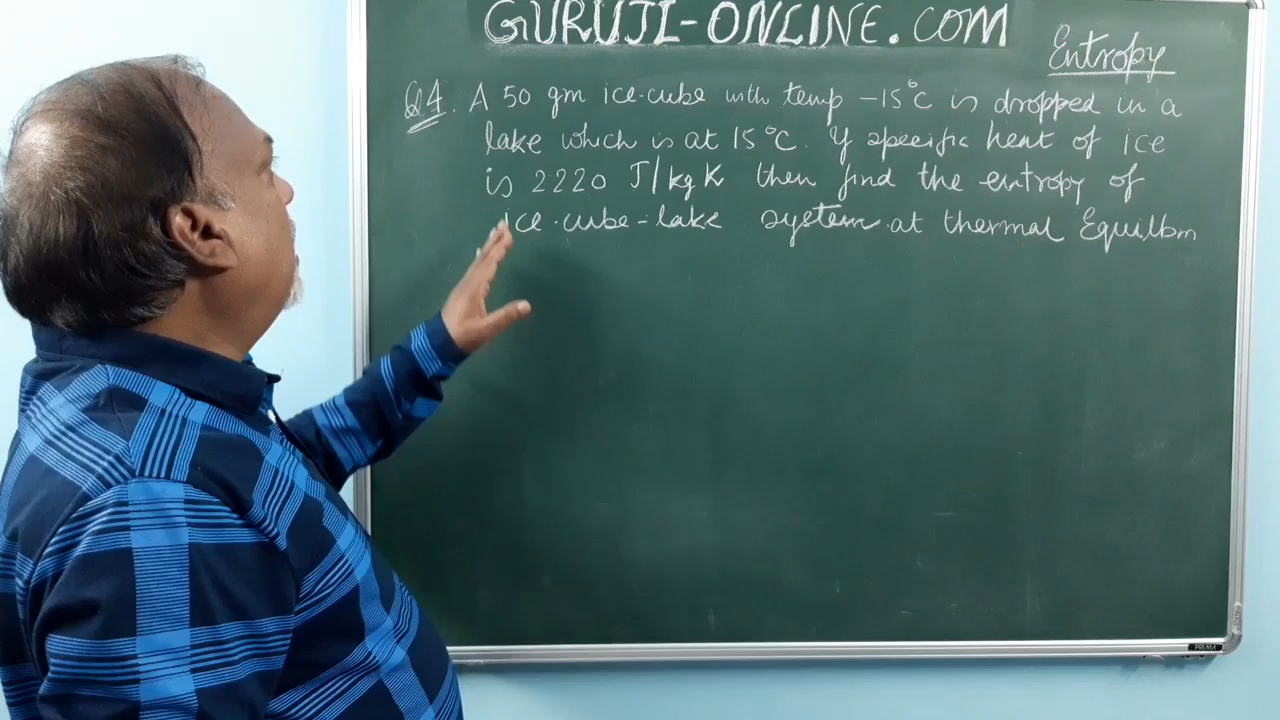 GURUJI-ONLINE.COM
Entropy
Q4. A 50 gm ice-cube with temp -15°C is dropped in a
lake which is at 15°C. If specific heat of ice
is 2220 J/kg K then find the entropy of
ice-cube-lake system at thermal Equilbm
PRIMA